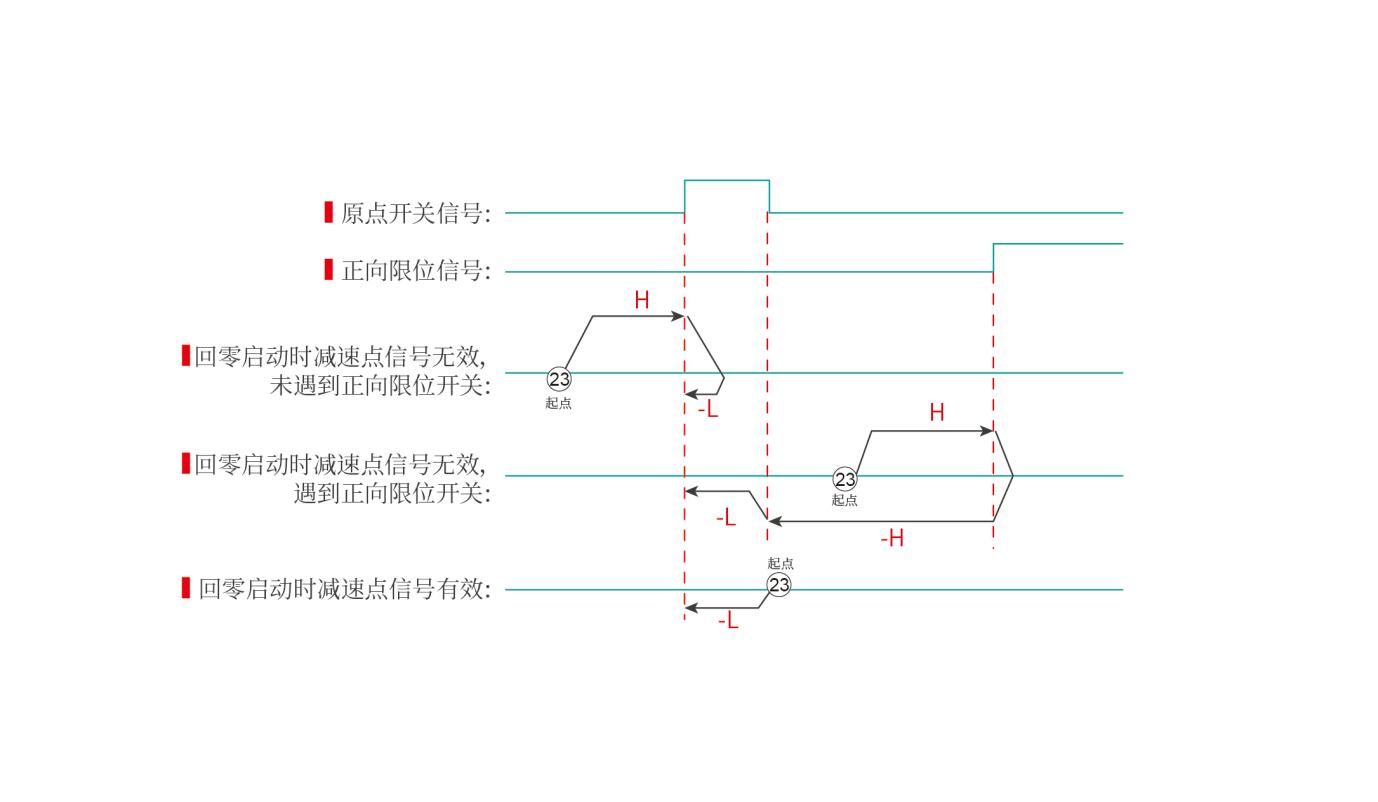 原点开关信号:
正向限位信号:
H
回零启动时减速点信号无效,
未遇到正向限位开关:
23
起点
-L
H
回零启动时减速点信号无效,
遇到正向限位开关:
23
起点
-L
-H
起点
回零启动时减速点信号有效:
23
-L